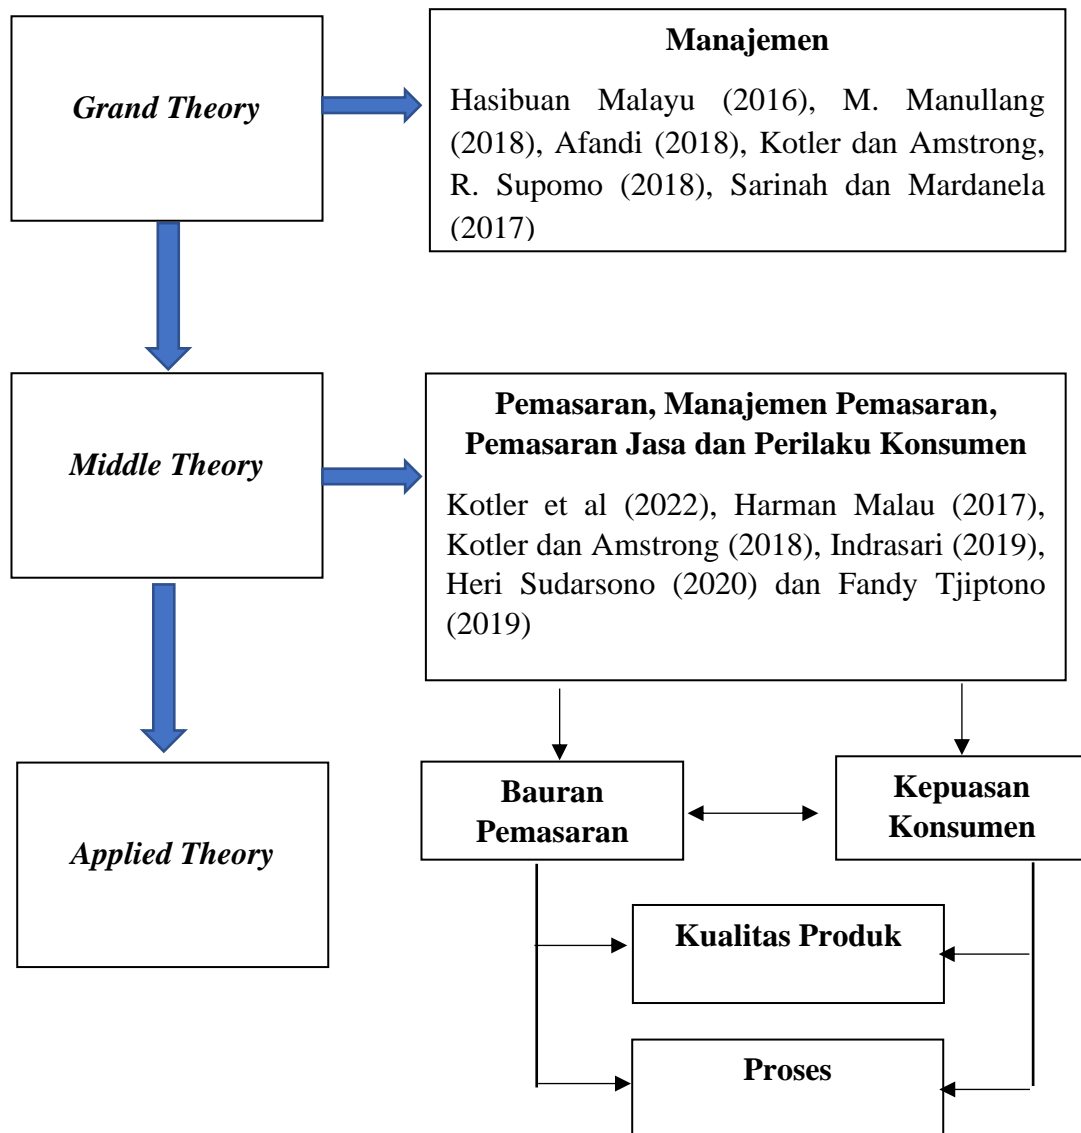 Grand Theory
Manajemen
Hasibuan Malayu (2016), M. Manullang
(2018), Afandi (2018), Kotler dan Amstrong,
R. Supomo (2018), Sarinah dan Mardanela
(2017)
Middle Theory
Pemasaran, Manajemen Pemasaran,
Pemasaran Jasa dan Perilaku Konsumen
Kotler et al (2022), Harman Malau (2017),
Kotler dan Amstrong (2018), Indrasari (2019),
Heri Sudarsono (2020) dan Fandy Tjiptono
(2019)
Applied Theory
Bauran
Pemasaran
Kepuasan
Konsumen
Kualitas Produk
Proses